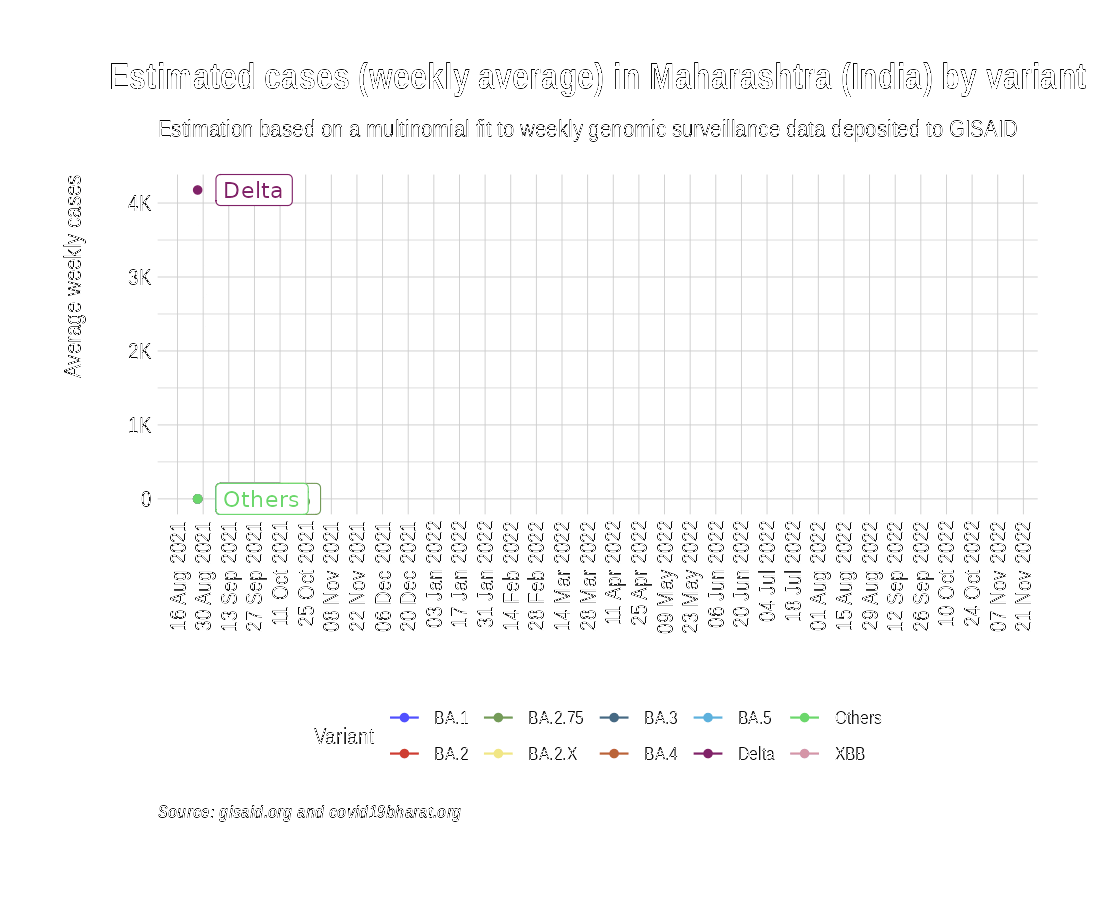 Estimated cases (weekly average) in Maharashtra (India) by variant
Estimation based on a multinomial fit to weekly genomic surveillance data deposited to GISAID
Average weekly cases
4K
3K
2K
1K
0
Delta
Others
16 Aug 2021
30 Aug 2021
13 Sep 2021
27 Sep 2021
11 Oct 2021
25 Oct 2021
08 Nov 2021
22 Nov 2021
06 Dec 2021
20 Dec 2021
03 Jan 2022
17 Jan 2022
31 Jan 2022
14 Feb 2022
28 Feb 2022
14 Mar 2022
28 Mar 2022
11 Apr 2022
25 Apr 2022
09 May 2022
23 May 2022
06 Jun 2022
20 Jun 2022
04 Jul 2022
18 Jul 2022
01 Aug 2022
15 Aug 2022
29 Aug 2022
12 Sep 2022
26 Sep 2022
10 Oct 2022
24 Oct 2022
07 Nov 2022
21 Nov 2022
Variant
BA.1 BA.2.75 BA.3 BA.5 Others
BA.2 BA.2.X BA.4 Delta XBB
Source: gisaid.org and covid19bharat.org